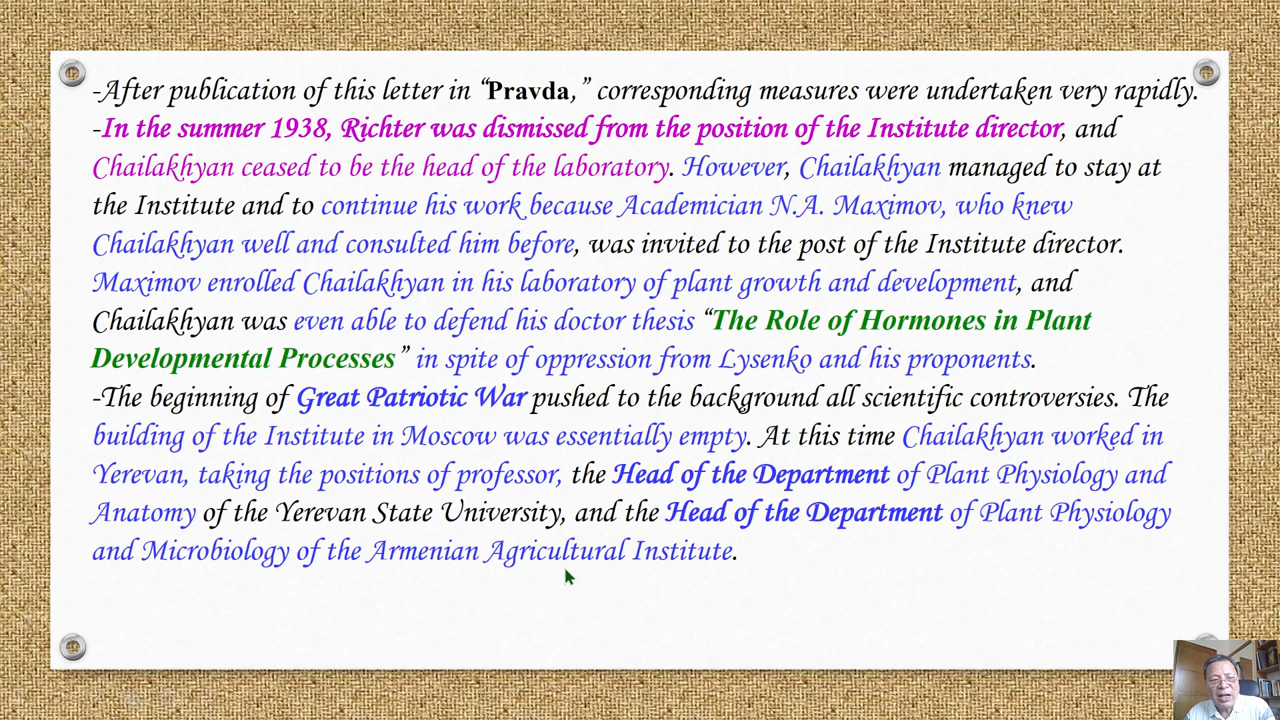 -After publication of this letter in “Pravda,” corresponding measures were undertaken very rapidly.
-In the summer 1938, Richter was dismissed from the position of the Institute director, and
Chailakhyan ceased to be the head of the laboratory. However, Chailakhyan managed to stay at
the Institute and to continue his work because Academician N.A. Maximov, who knew
Chailakhyan well and consulted him before, was invited to the post of the Institute director.
Maximov enrolled Chailakhyan in his laboratory of plant growth and development, and
Chailakhyan was even able to defend his doctor thesis “The Role of Hormones in Plant
Developmental Processes” in spite of oppression from Lysenko and his proponents.
-The beginning of Great Patriotic War pushed to the background all scientific controversies. The
building of the Institute in Moscow was essentially empty. At this time Chailakhyan worked in
Yerevan, taking the positions of professor, the Head of the Department of Plant Physiology and
Anatomy of the Yerevan State University, and the Head of the Department of Plant Physiology
and Microbiology of the Armenian Agricultural Institute.